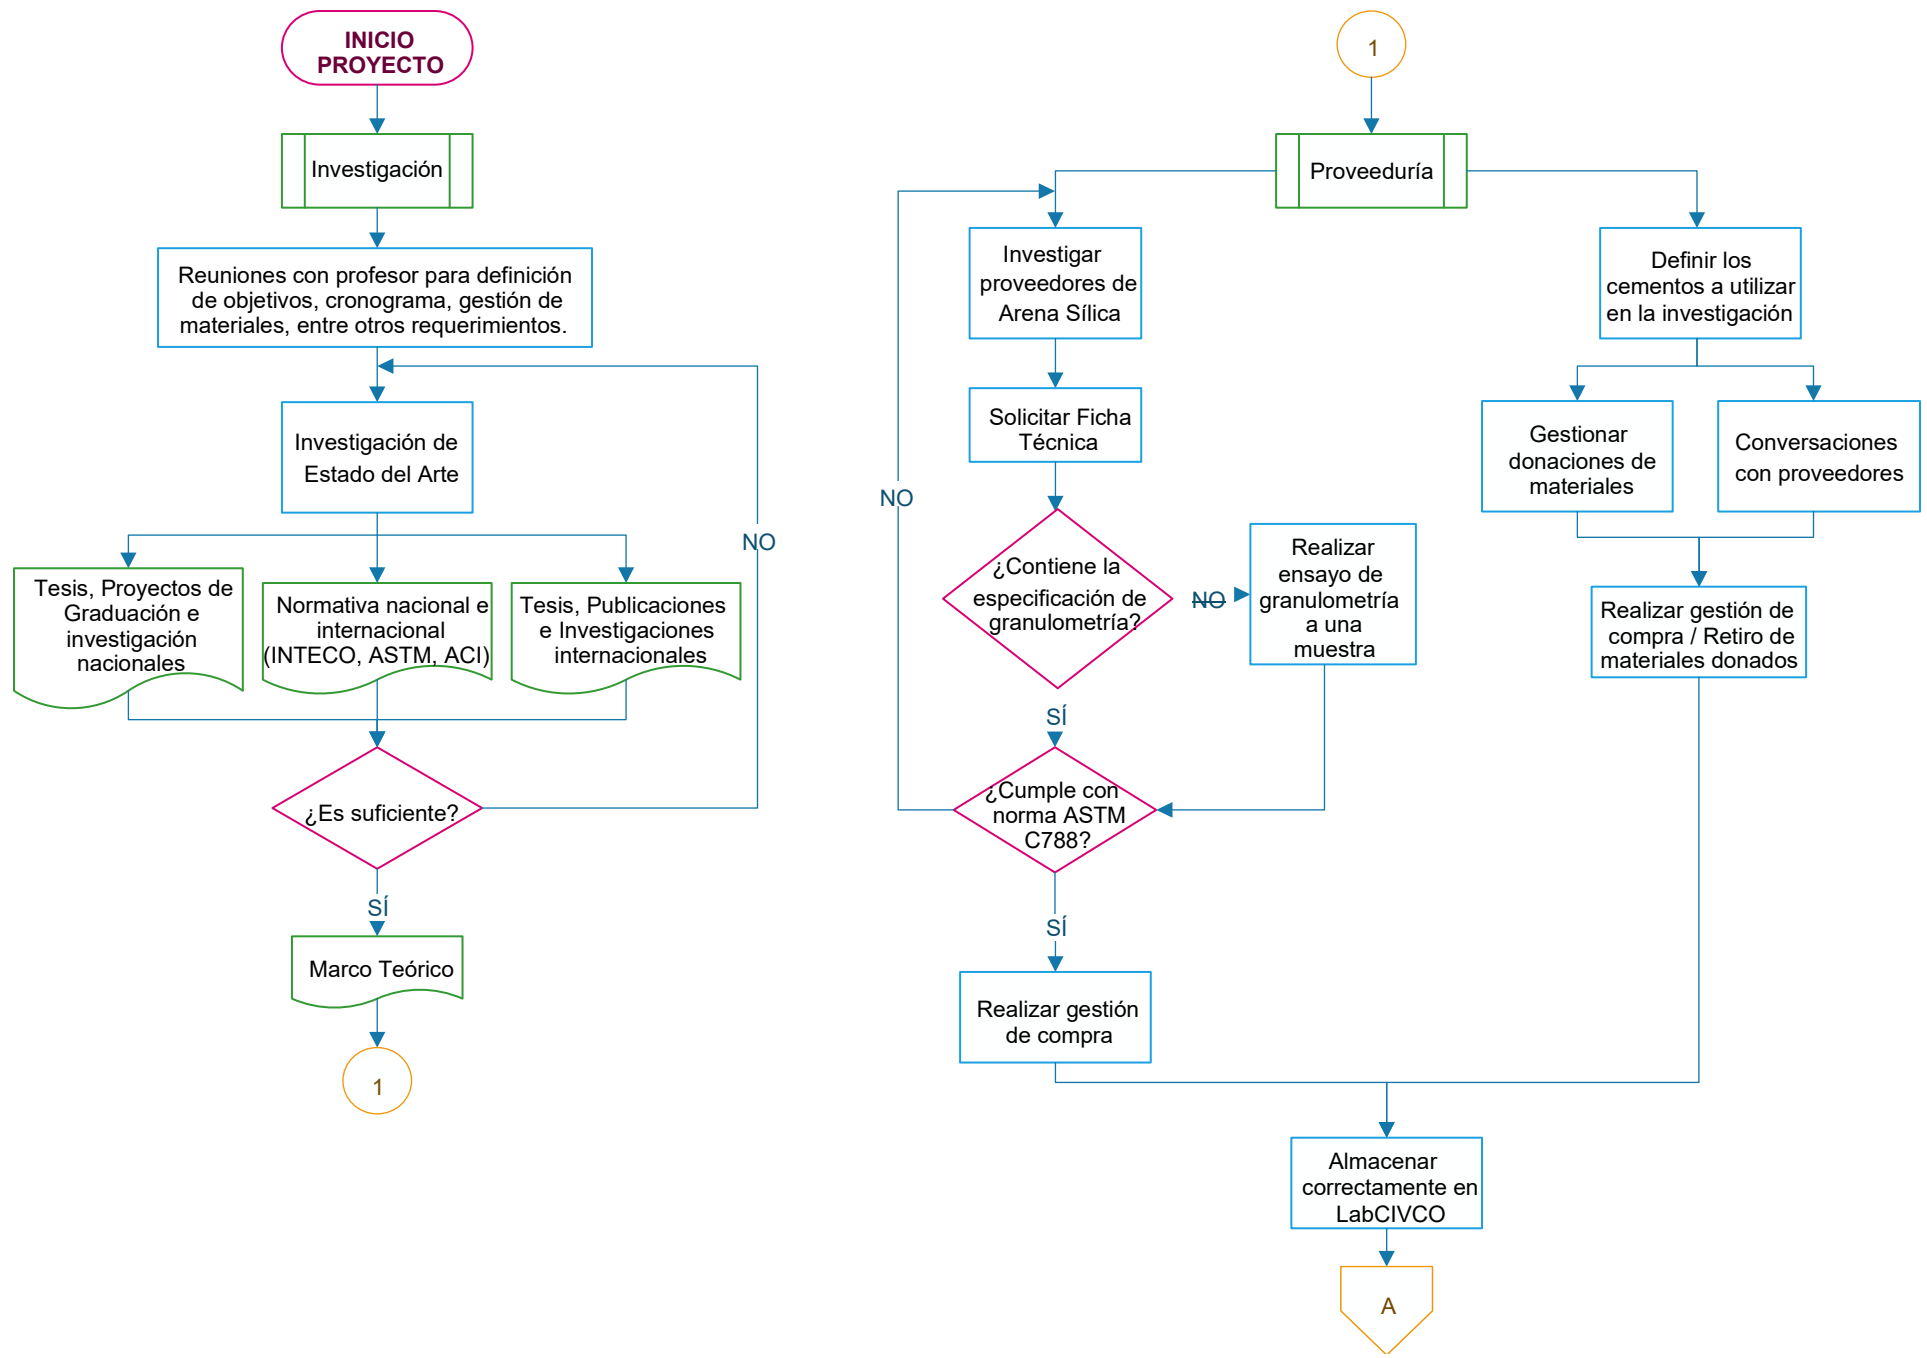 INICIO
PROYECTO
Investigación
Reuniones con profesor para definición
de objetivos, cronograma, gestión de
materiales, entre otros requerimientos.
Investigación de
Estado del Arte
NO
Tesis, Proyectos de
Graduación e
investigación
nacionales
Normativa nacional e
internacional
(INTECO, ASTM, ACI)
Tesis, Publicaciones
e Investigaciones
internacionales
¿Es suficiente?
SÍ
Marco Teórico
1
1
Proveeduría
Investigar
proveedores de
Arena Sílica
Solicitar Ficha
Técnica
NO
¿Contiene la
especificación de
granulometría?
NO
Realizar
ensayo de
granulometría
a una
muestra
SÍ
¿Cumple con
norma ASTM
C788?
SÍ
Realizar gestión
de compra
Definir los
cementos a utilizar
en la investigación
Gestionar
donaciones de
materiales
Conversaciones
con proveedores
Realizar gestión de
compra / Retiro de
materiales donados
Almacenar
correctamente en
LabCIVCO
A